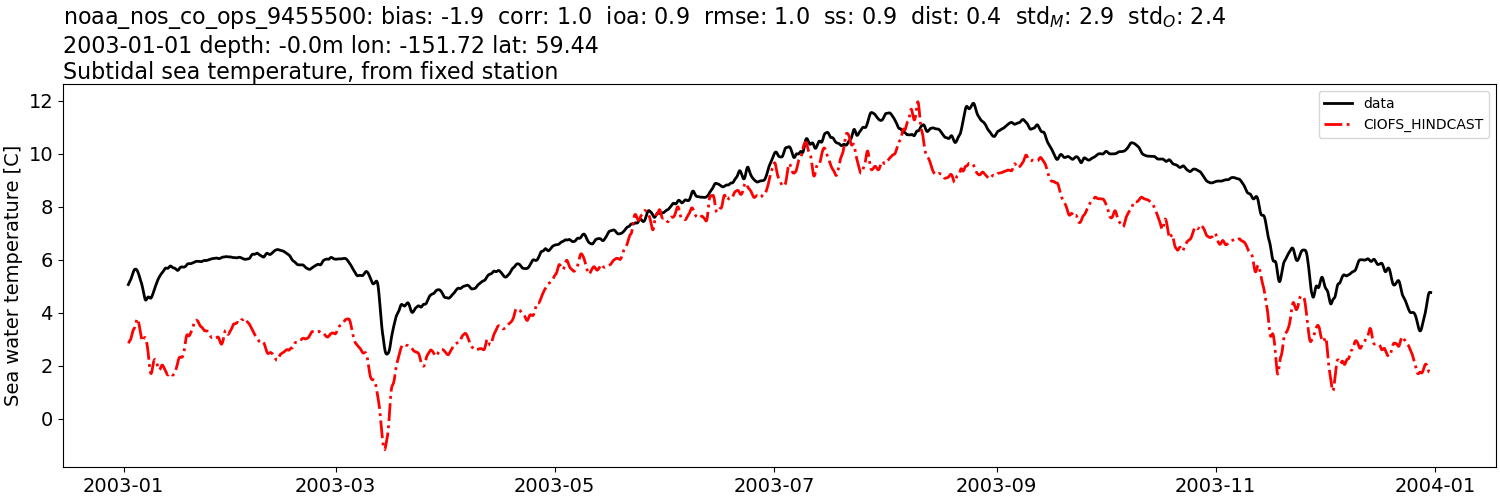 noaa_nos_co_ops_9455500: bias: -1.9 corr: 1.0 ioa: 0.9 rmse: 1.0 ss: 0.9 dist: 0.4 std_M: 2.9 std_O: 2.4
2003-01-01 depth: -0.0m lon: -151.72 lat: 59.44
Subtidal sea temperature, from fixed station
data
CIOFS_HINDCAST
Sea water temperature [C]
12
10
8
6
4
2
0
2003-01 2003-03 2003-05 2003-07 2003-09 2003-11 2004-01